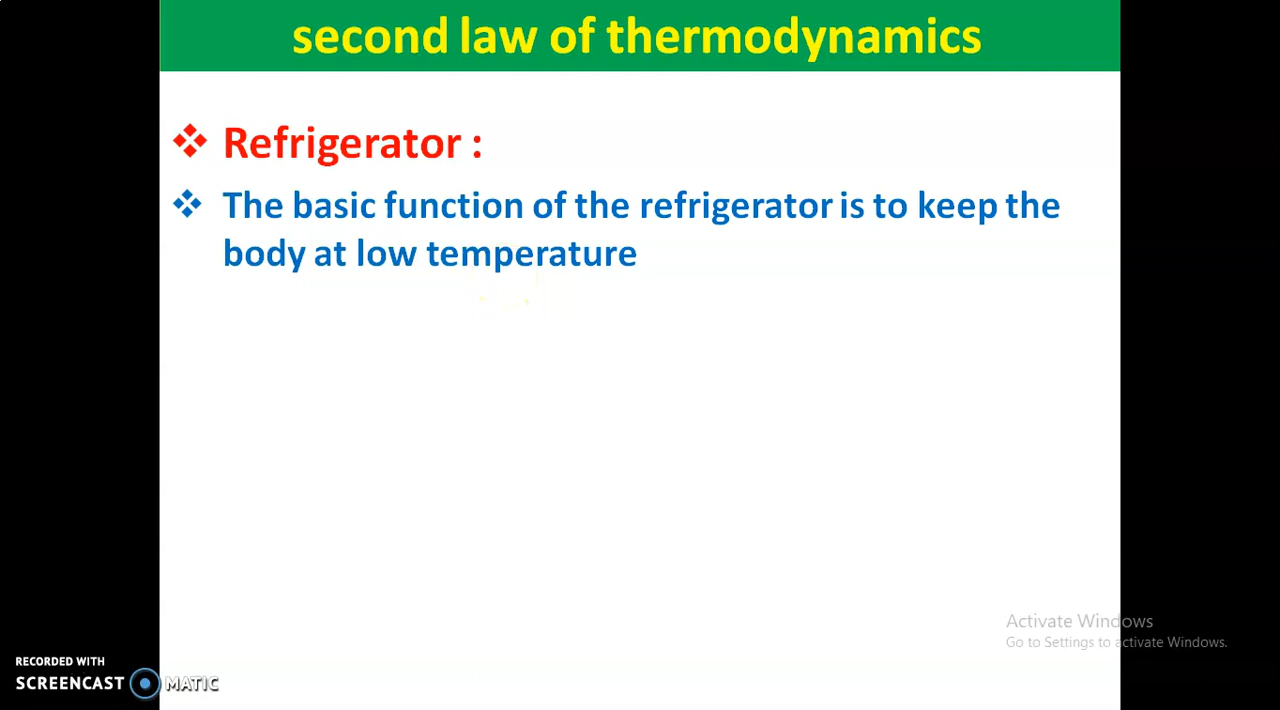 second law of thermodynamics
Refrigerator :
The basic function of the refrigerator is to keep the
body at low temperature
Activate Windows
Go to Settings to activate Windows.
RECORDED WITH
SCREENCAST MATIC